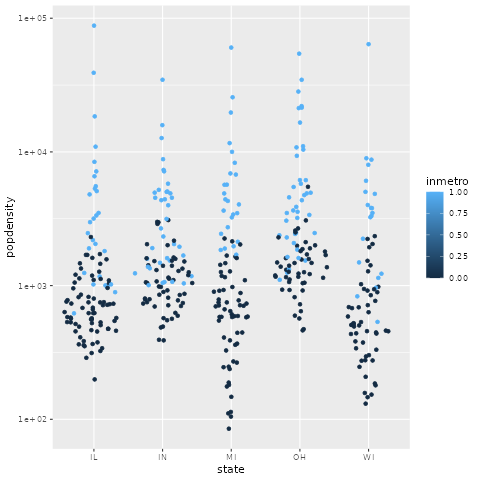 1e+05
1e+04
1e+03
1e+02
popdensity
IL IN MI OH WI
state
inmetro
1.00
0.75
0.50
0.25
0.00